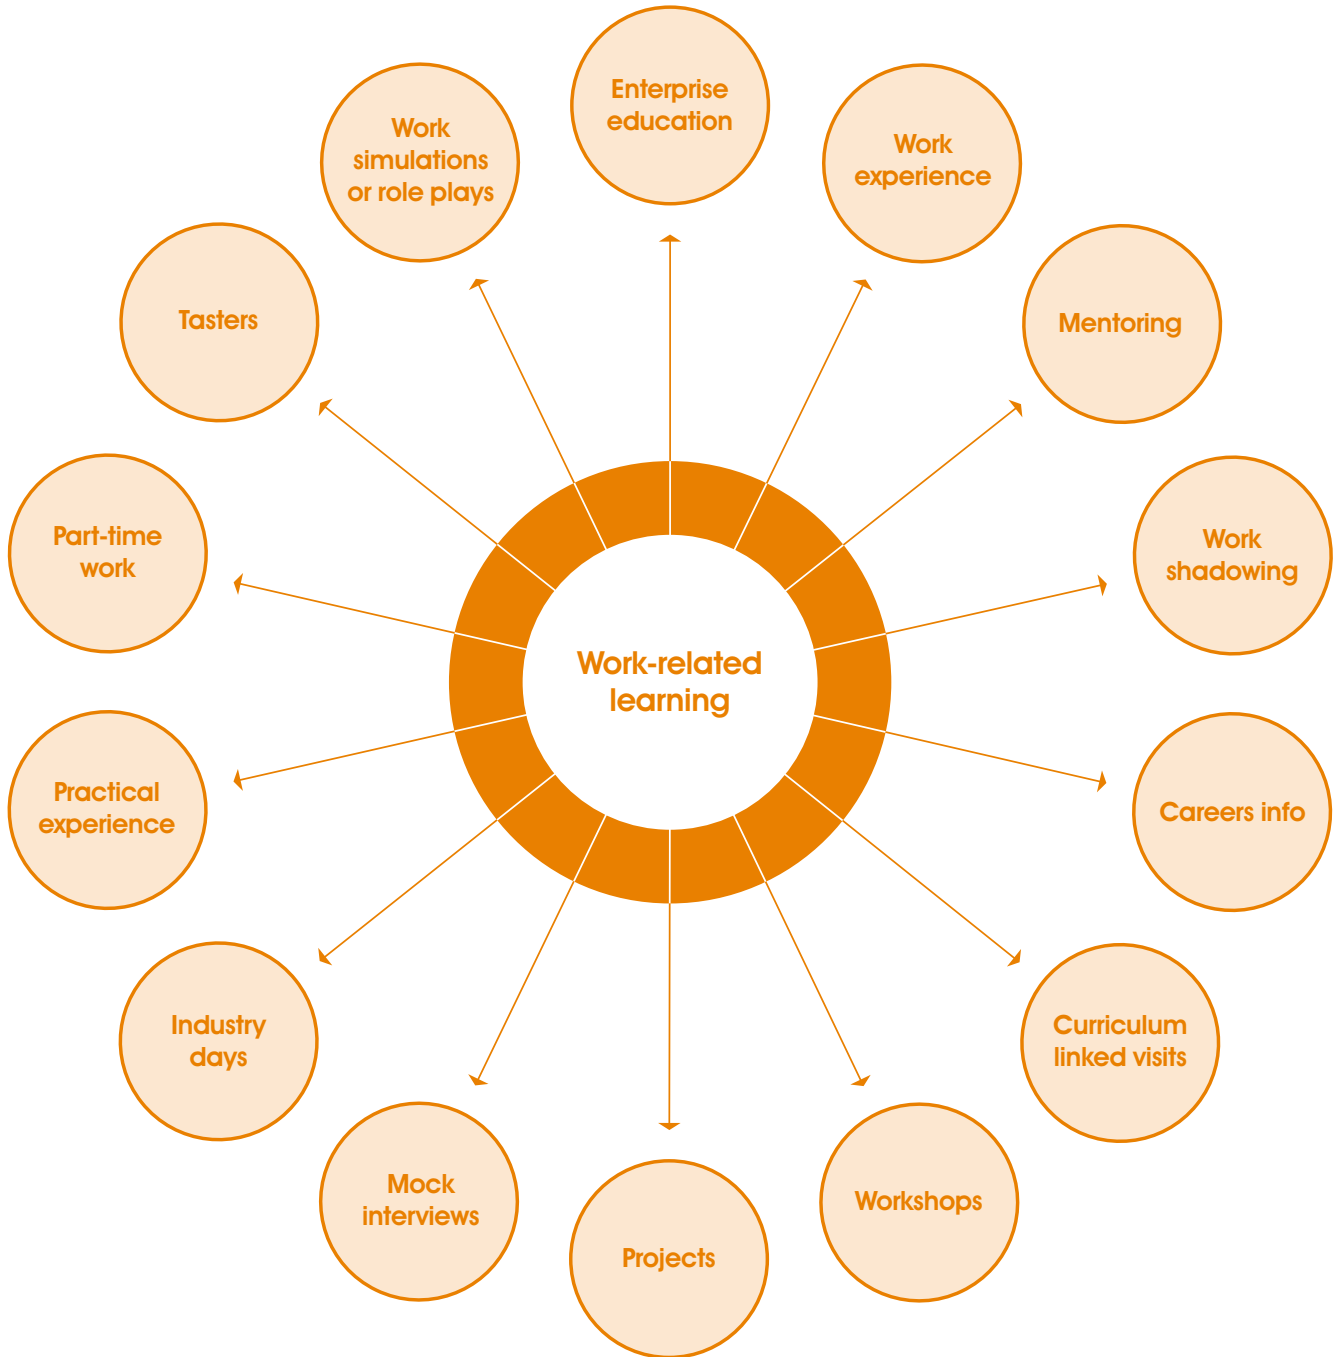 Enterprise
education
Work
experience
Mentoring
Work
shadowing
Careers info
Curriculum
linked visits
Workshops
Projects
Mock
interviews
Industry
days
Practical
experience
Part-time
work
Tasters
Work
simulations
or role plays
Work-related
learning